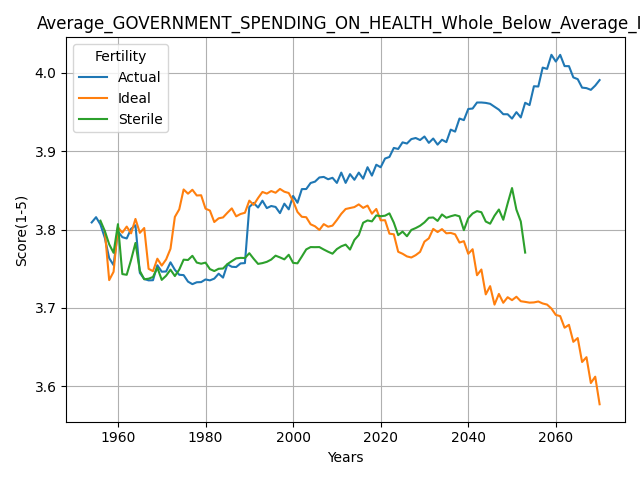 Average_GOVERNMENT_SPENDING_ON_HEALTH_Whole_Below_Average_I
Fertility
Actual
Ideal
Sterile
Score(1-5)
4.0
3.9
3.8
3.7
3.6
1960 1980 2000 2020 2040 2060
Years